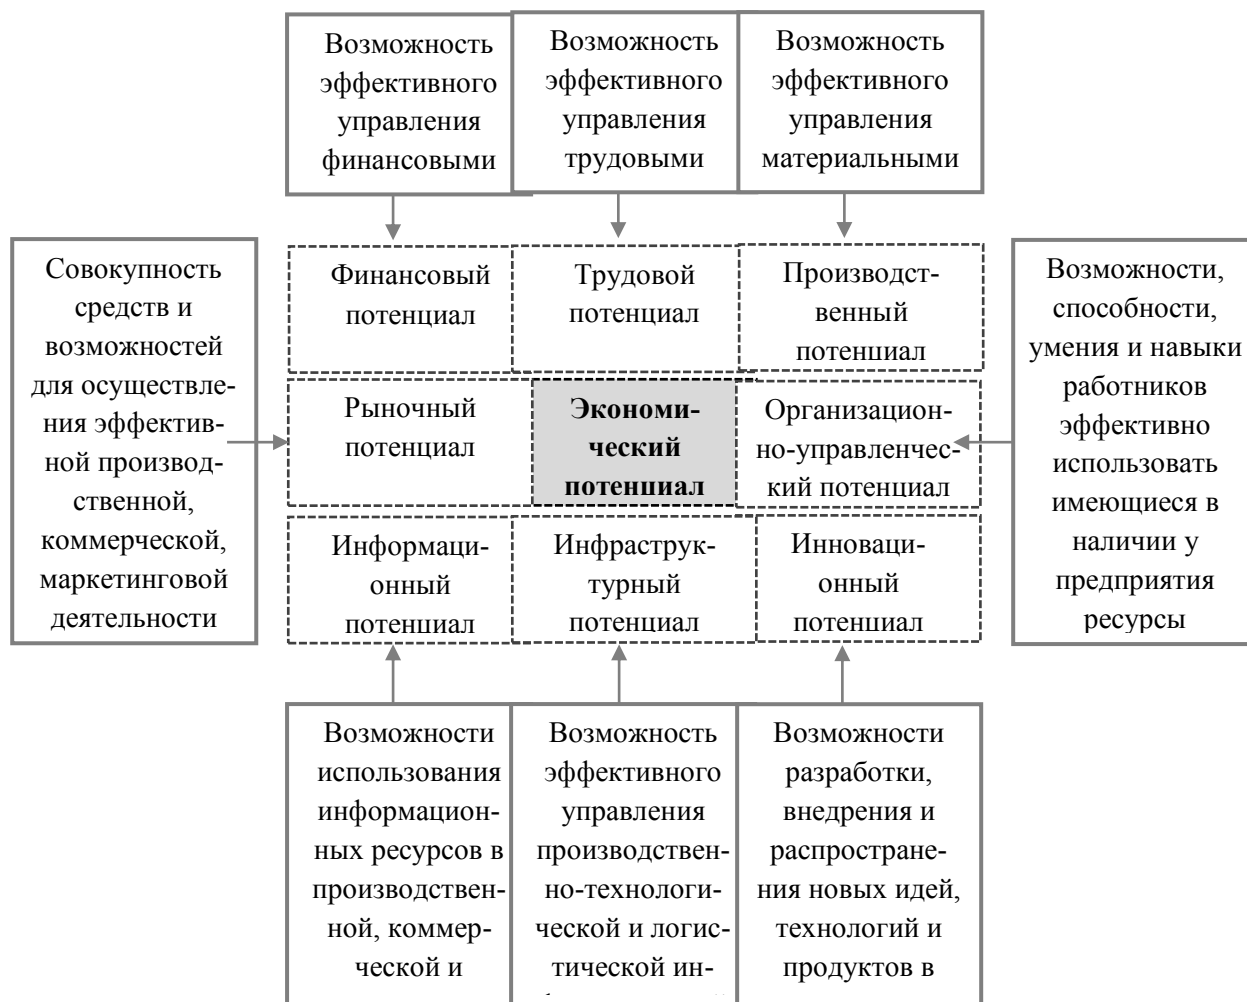 Возможность
эффективного
управления
финансовыми
Возможность
эффективного
управления
трудовыми
Возможность
эффективного
управления
материальными
Совокупность
средств и
возможностей
для осуществле-
ния эффектив-
ной производ-
ственной,
коммерческой,
маркетинговой
деятельности
Финансовый
потенциал
Трудовой
потенциал
Производст-
венный
потенциал
Рыночный
потенциал
Экономи-
ческий
потенциал
Организацион-
но-управленчес-
кий потенциал
Информаци-
онный
потенциал
Инфраструк-
турный
потенциал
Инноваци-
онный
потенциал
Возможности,
способности,
умения и навыки
работников
эффективно
использовать
имеющиеся в
наличии у
предприятия
ресурсы
Возможности
использования
информацион-
ных ресурсов в
производствен-
ной, коммер-
ческой и
Возможность
эффективного
управления
производствен-
но-технологи-
ческой и логис-
тической ин-
Возможности
разработки,
внедрения и
распростране-
ния новых идей,
технологий и
продуктов в